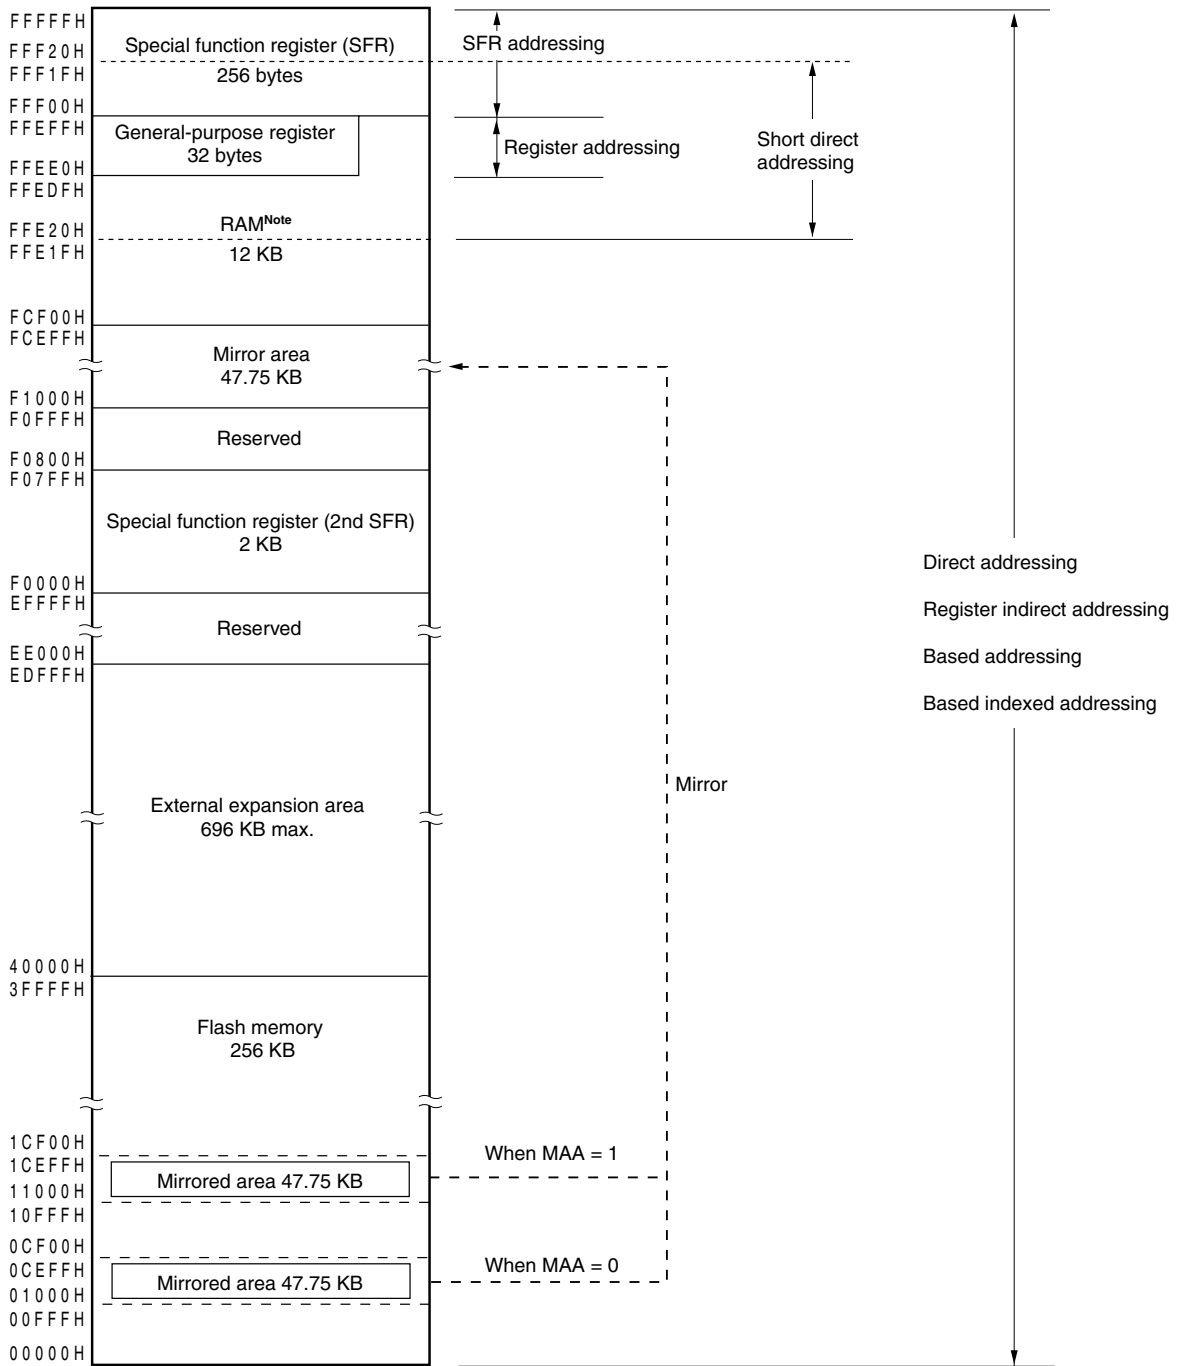 FFFFFH
FFF20H
FFF1FH
FFF00H
FFEFFH
FFEE0H
FFEDFH
FFE20H
FFE1FH
FCF00H
FCEFFH
F1000H
F0FFFH
F0800H
F07FFH
F0000H
EFFFFH
EE000H
EDFFFH
40000H
3FFFFH
1CF00H
1CEFFH
11000H
10FFFH
0CF00H
0CEFFH
01000H
00FFFH
00000H
Special function register (SFR)
256 bytes
General-purpose register
32 bytes
RAMNote
12 KB
Mirror area
47.75 KB
Reserved
Special function register (2nd SFR)
2 KB
Reserved
External expansion area
696 KB max.
Flash memory
256 KB
Mirrored area 47.75 KB
Mirrored area 47.75 KB
SFR addressing
Register addressing
Short direct
addressing
Mirror
When MAA = 1
When MAA = 0
Direct addressing
Register indirect addressing
Based addressing
Based indexed addressing